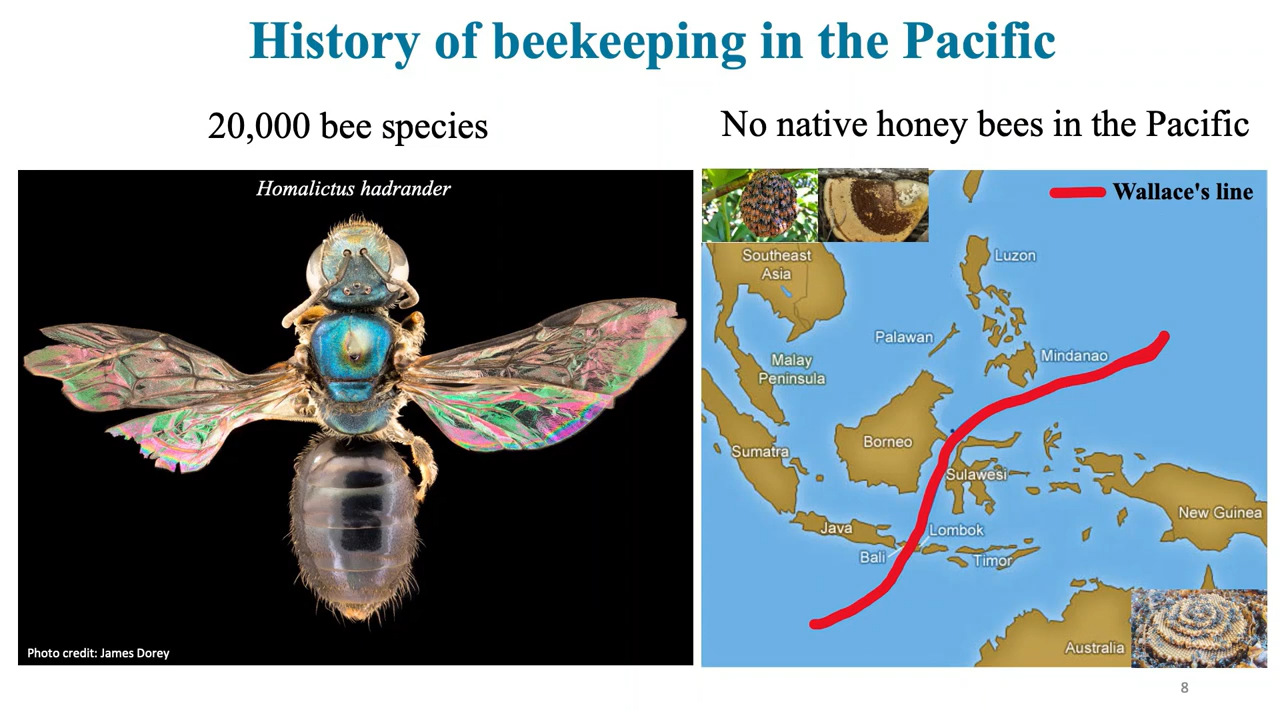 History of beekeeping in the Pacific
20,000 bee species
No native honey bees in the Pacific
Homalictus hadrander
Photo credit: James Dorey
Wallace's line
Southeast
Asia
Luzon
Palawan
Mindanao
Malay
Peninsula
Borneo
Sumatra
Sulawesi
New Guinea
Java
Lombok
Bali
Timor
Australia
8